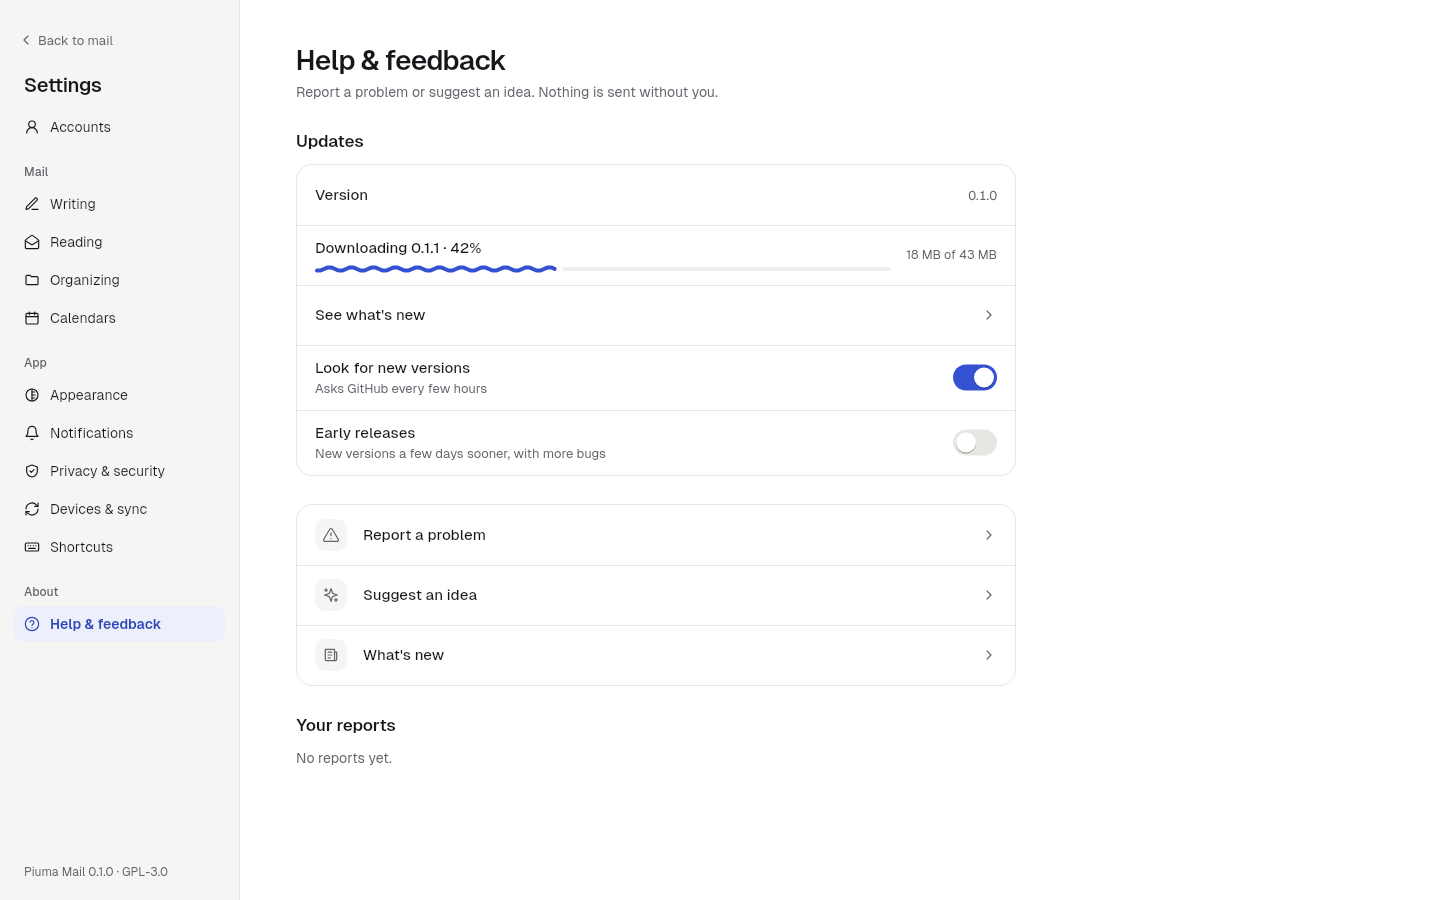 Back to mail
Settings
Accounts
Mail
Writing
Reading
Organizing
Calendars
App
Appearance
Notifications
Privacy & security
Devices & sync
Shortcuts
About
Help & feedback
Piuma Mail 0.1.0 · GPL-3.0
Help & feedback
Report a problem or suggest an idea. Nothing is sent without you.
Updates
Version
0.1.0
Downloading 0.1.1 · 42%
18 MB of 43 MB
See what's new
Look for new versions
Asks GitHub every few hours
Early releases
New versions a few days sooner, with more bugs
Report a problem
Suggest an idea
What's new
Your reports
No reports yet.